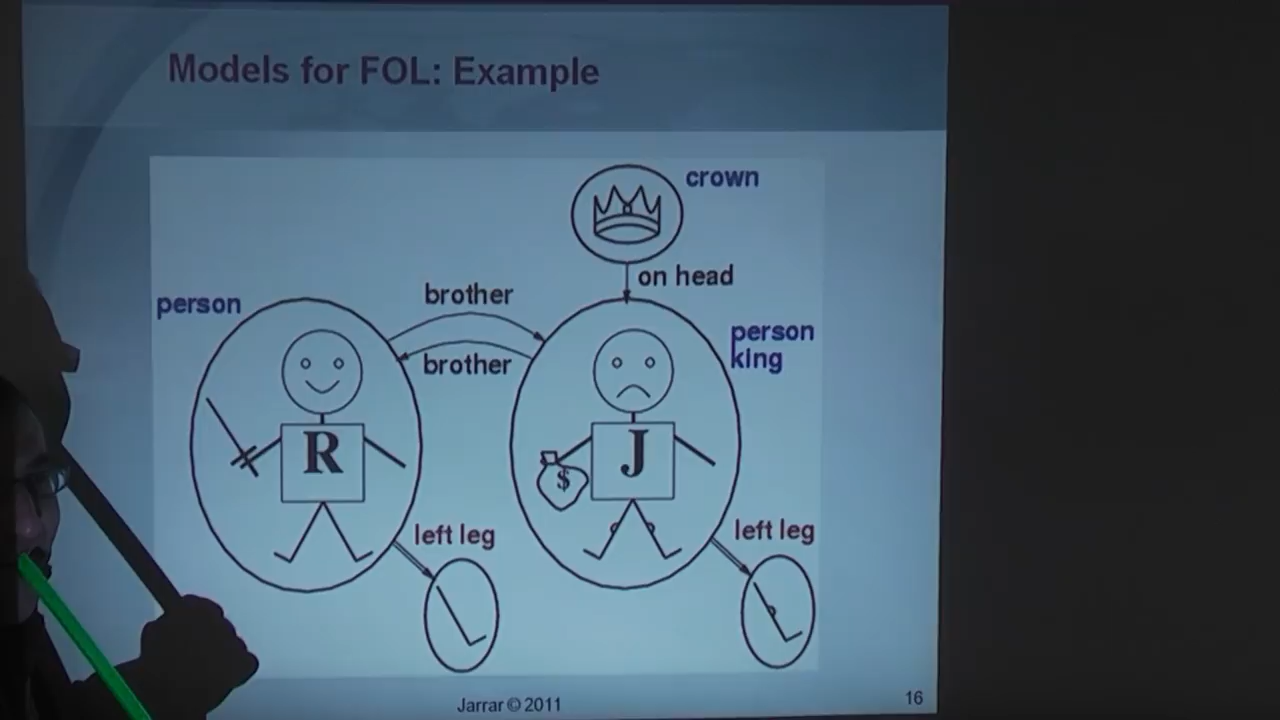 Models for FOL: Example
crown
on head
person
brother
person
king
brother
R
J
$
left leg
left leg
Jarrar © 2011
16